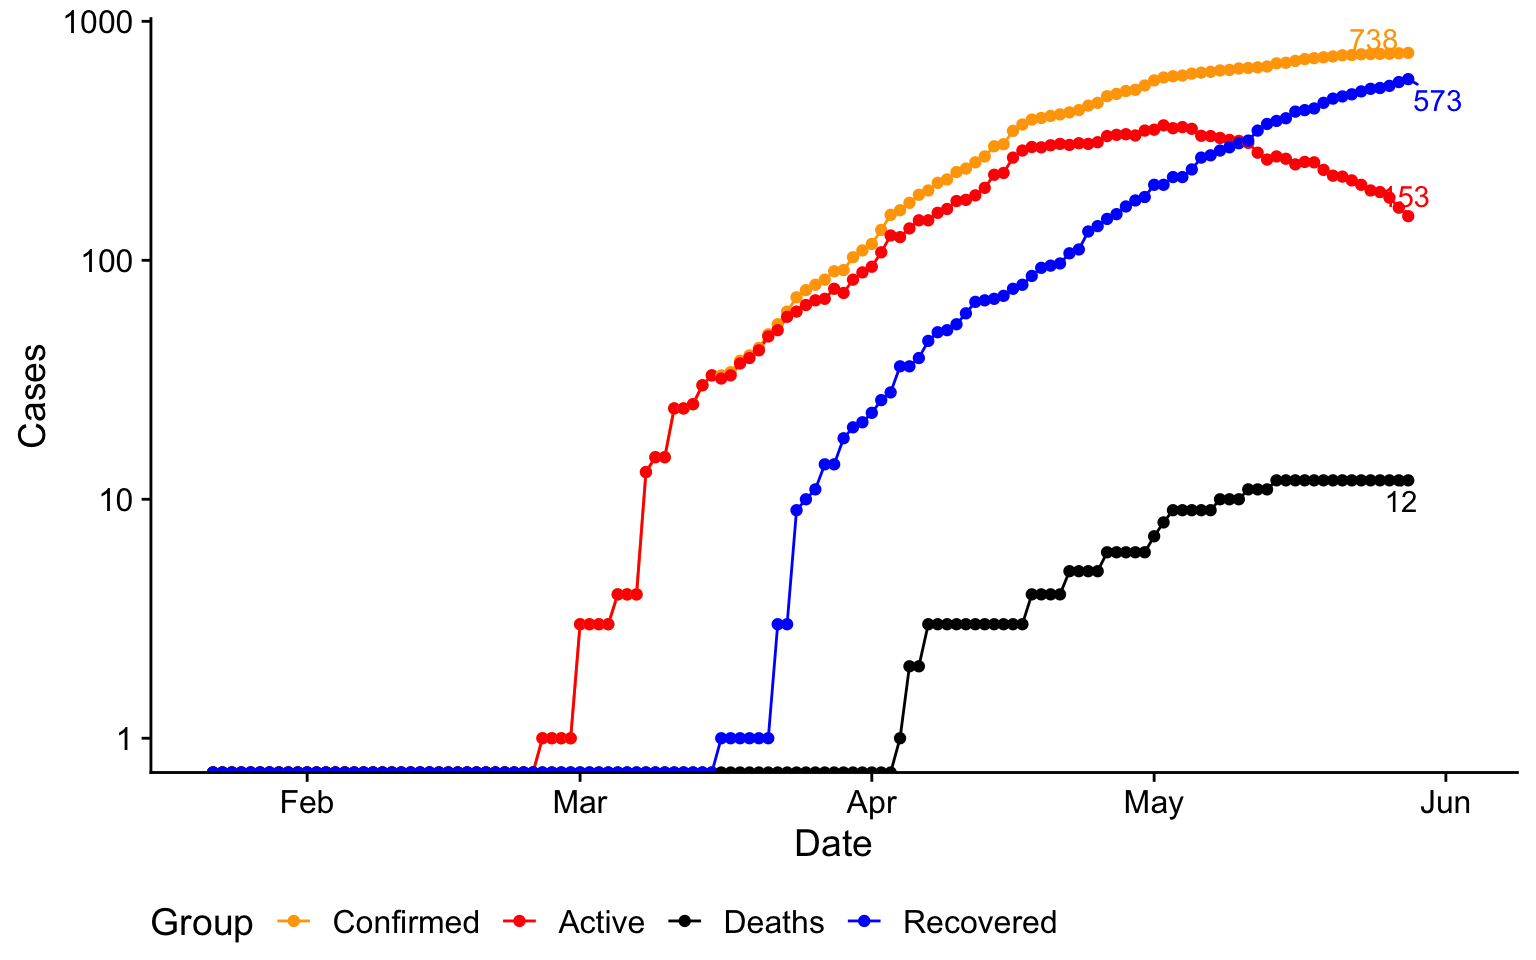 1000
738
573
153
100
Cases
10
12
1
Feb Mar Apr May Jun
Date
Group Confirmed Active Deaths Recovered